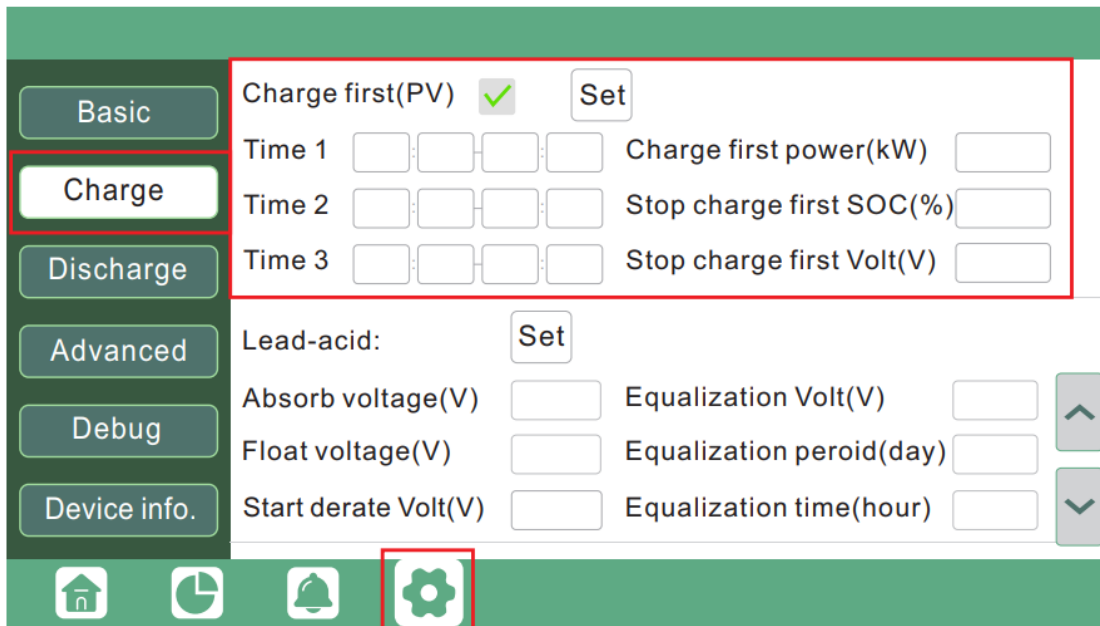 Basic
Charge
Discharge
Advanced
Debug
Device info.
Charge first(PV) Set
Time 1 : - : Charge first power(kW)
Time 2 : - : Stop charge first SOC(%)
Time 3 : - : Stop charge first Volt(V)
Lead-acid: Set
Absorb voltage(V) Equalization Volt(V)
Float voltage(V) Equalization peroid(day)
Start derate Volt(V) Equalization time(hour)